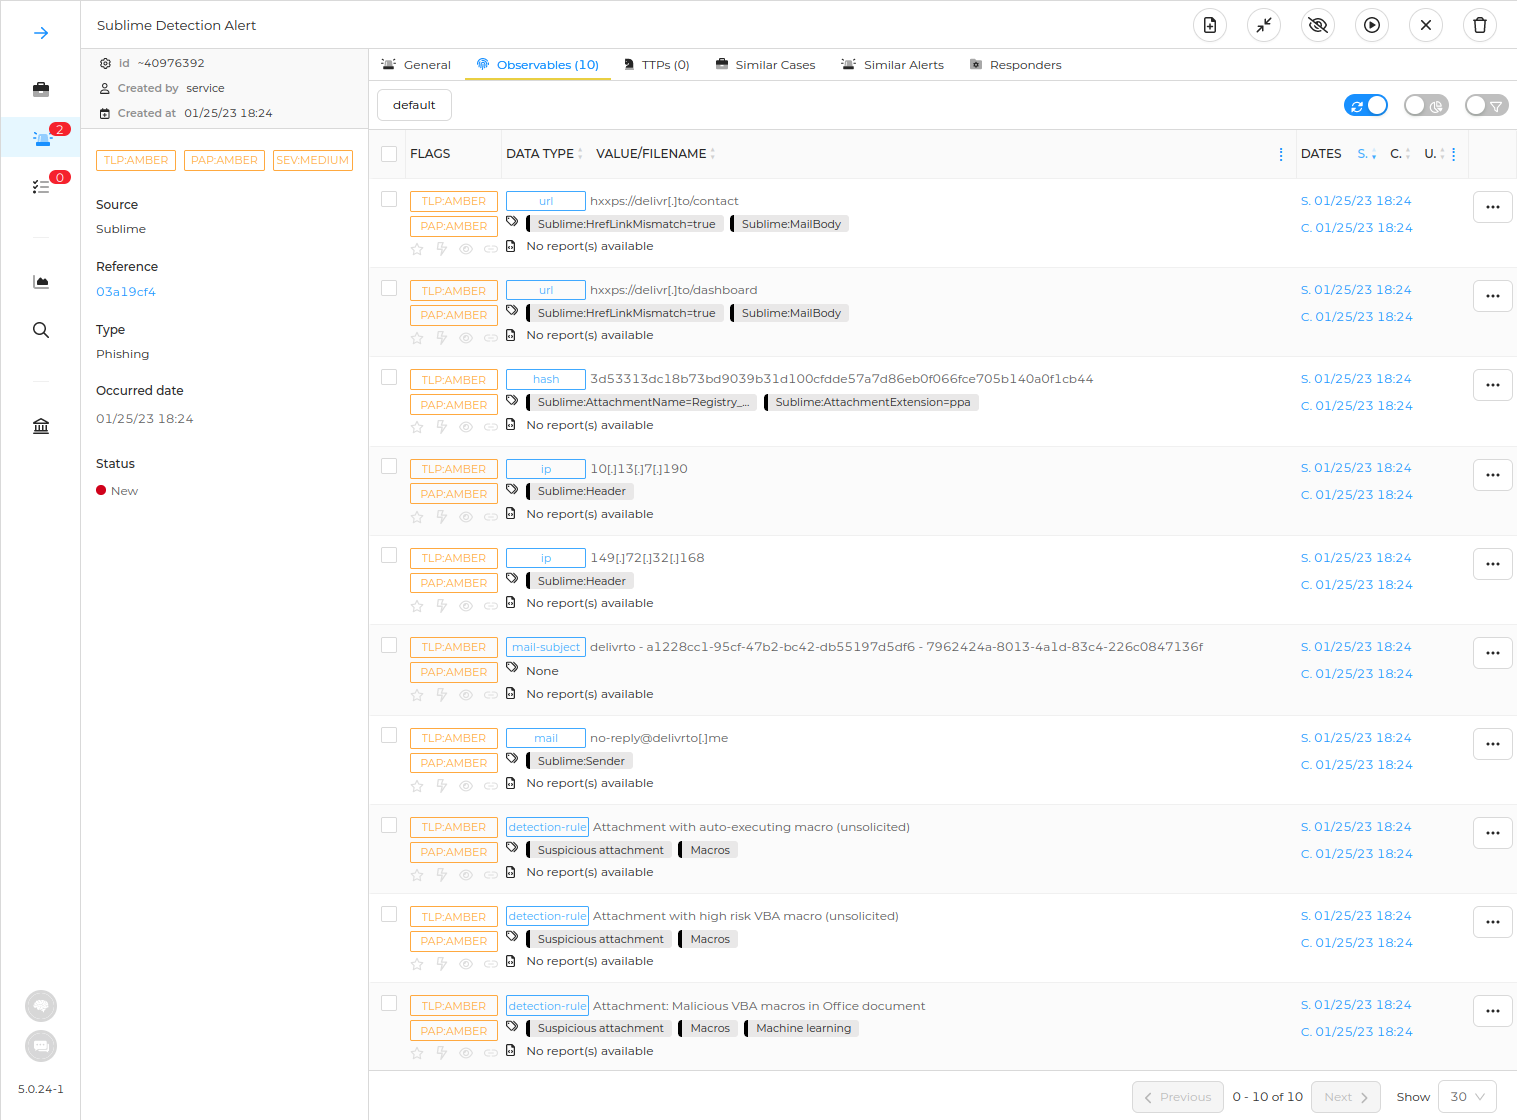 Sublime Detection Alert
2
0
5.0.24-1
id ~40976392
Created by service
Created at 01/25/23 18:24
TLP:AMBER PAP:AMBER SEV:MEDIUM
Source
Sublime
Reference
03a19cf4
Type
Phishing
Occurred date
01/25/23 18:24
Status
New
General Observables (10) TTPs (0) Similar Cases Similar Alerts Responders
default
FLAGS DATA TYPE VALUE/FILENAME DATES S. C. U.
TLP:AMBER url hxxps://delivr[.]to/contact S. 01/25/23 18:24
PAP:AMBER Sublime:HrefLinkMismatch=true Sublime:MailBody C. 01/25/23 18:24
No report(s) available
TLP:AMBER url hxxps://delivr[.]to/dashboard S. 01/25/23 18:24
PAP:AMBER Sublime:HrefLinkMismatch=true Sublime:MailBody C. 01/25/23 18:24
No report(s) available
TLP:AMBER hash 3d53313dc18b73bd9039b31d100cfdde57a7d86eb0f066fce705b140a0f1cb44 S. 01/25/23 18:24
PAP:AMBER Sublime:AttachmentName=Registry_... Sublime:AttachmentExtension=ppa C. 01/25/23 18:24
No report(s) available
TLP:AMBER ip 10[.]13[.]7[.]190 S. 01/25/23 18:24
PAP:AMBER Sublime:Header C. 01/25/23 18:24
No report(s) available
TLP:AMBER ip 149[.]72[.]32[.]168 S. 01/25/23 18:24
PAP:AMBER Sublime:Header C. 01/25/23 18:24
No report(s) available
TLP:AMBER mail-subject delivrto - a1228cc1-95cf-47b2-bc42-db55197d5df6 - 7962424a-8013-4a1d-83c4-226c0847136f S. 01/25/23 18:24
PAP:AMBER None C. 01/25/23 18:24
No report(s) available
TLP:AMBER mail no-reply@delivrto[.]me S. 01/25/23 18:24
PAP:AMBER Sublime:Sender C. 01/25/23 18:24
No report(s) available
TLP:AMBER detection-rule Attachment with auto-executing macro (unsolicited) S. 01/25/23 18:24
PAP:AMBER Suspicious attachment Macros C. 01/25/23 18:24
No report(s) available
TLP:AMBER detection-rule Attachment with high risk VBA macro (unsolicited) S. 01/25/23 18:24
PAP:AMBER Suspicious attachment Macros C. 01/25/23 18:24
No report(s) available
TLP:AMBER detection-rule Attachment: Malicious VBA macros in Office document S. 01/25/23 18:24
PAP:AMBER Suspicious attachment Macros Machine learning C. 01/25/23 18:24
No report(s) available
Previous 0 - 10 of 10 Next Show 30